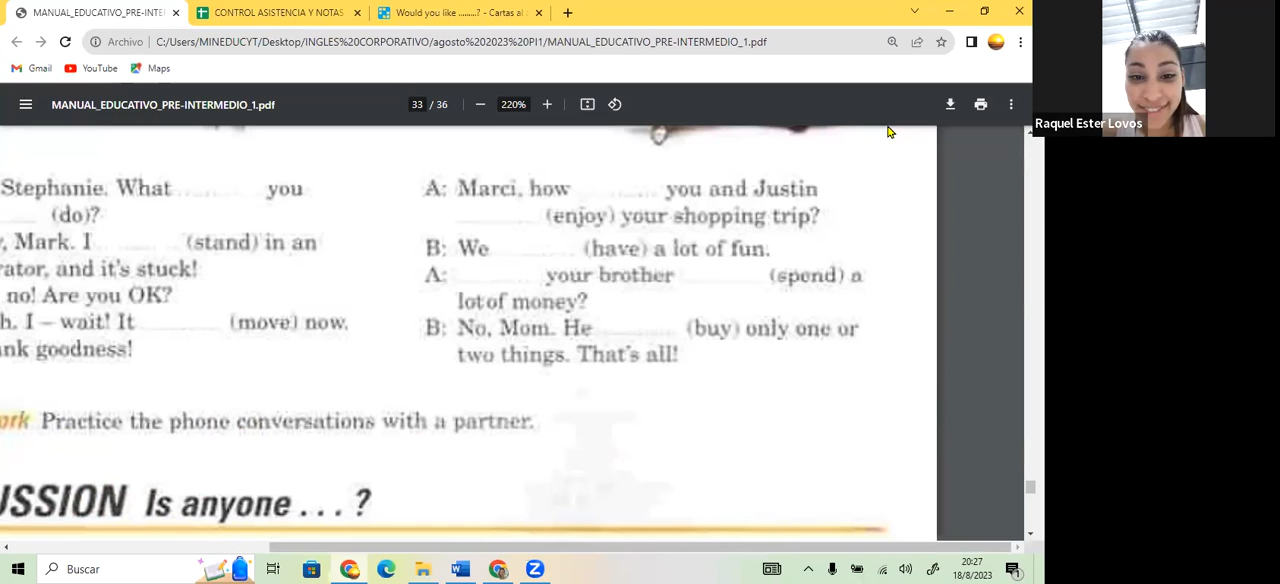 MANUAL_EDUCATIVO_PRE-INTER
CONTROL ASISTENCIA Y NOTAS
Would you like ........? - Cartas al
Archivo
C:/Users/MINEDUCYT/Desktop/INGLES%20CORPORATIVO/agosto%202023%20PI1/MANUAL_EDUCATIVO_PRE-INTERMEDIO_1.pdf
Gmail YouTube Maps
MANUAL_EDUCATIVO_PRE-INTERMEDIO_1.pdf
33 / 36
220%
Raquel Ester Lovos
Stephanie. What ........ you
........ (do)?
, Mark. I ........ (stand) in an
rator, and it's stuck!
no! Are you OK?
h. I – wait! It ........ (move) now.
nk goodness!
A: Marci, how ........ you and Justin
........ (enjoy) your shopping trip?
B: We ........ (have) a lot of fun.
A: ........ your brother ........ (spend) a
lot of money?
B: No, Mom. He ........ (buy) only one or
two things. That's all!
ork Practice the phone conversations with a partner.
USSION Is anyone . . . ?
Buscar
20:27
18/8/2023